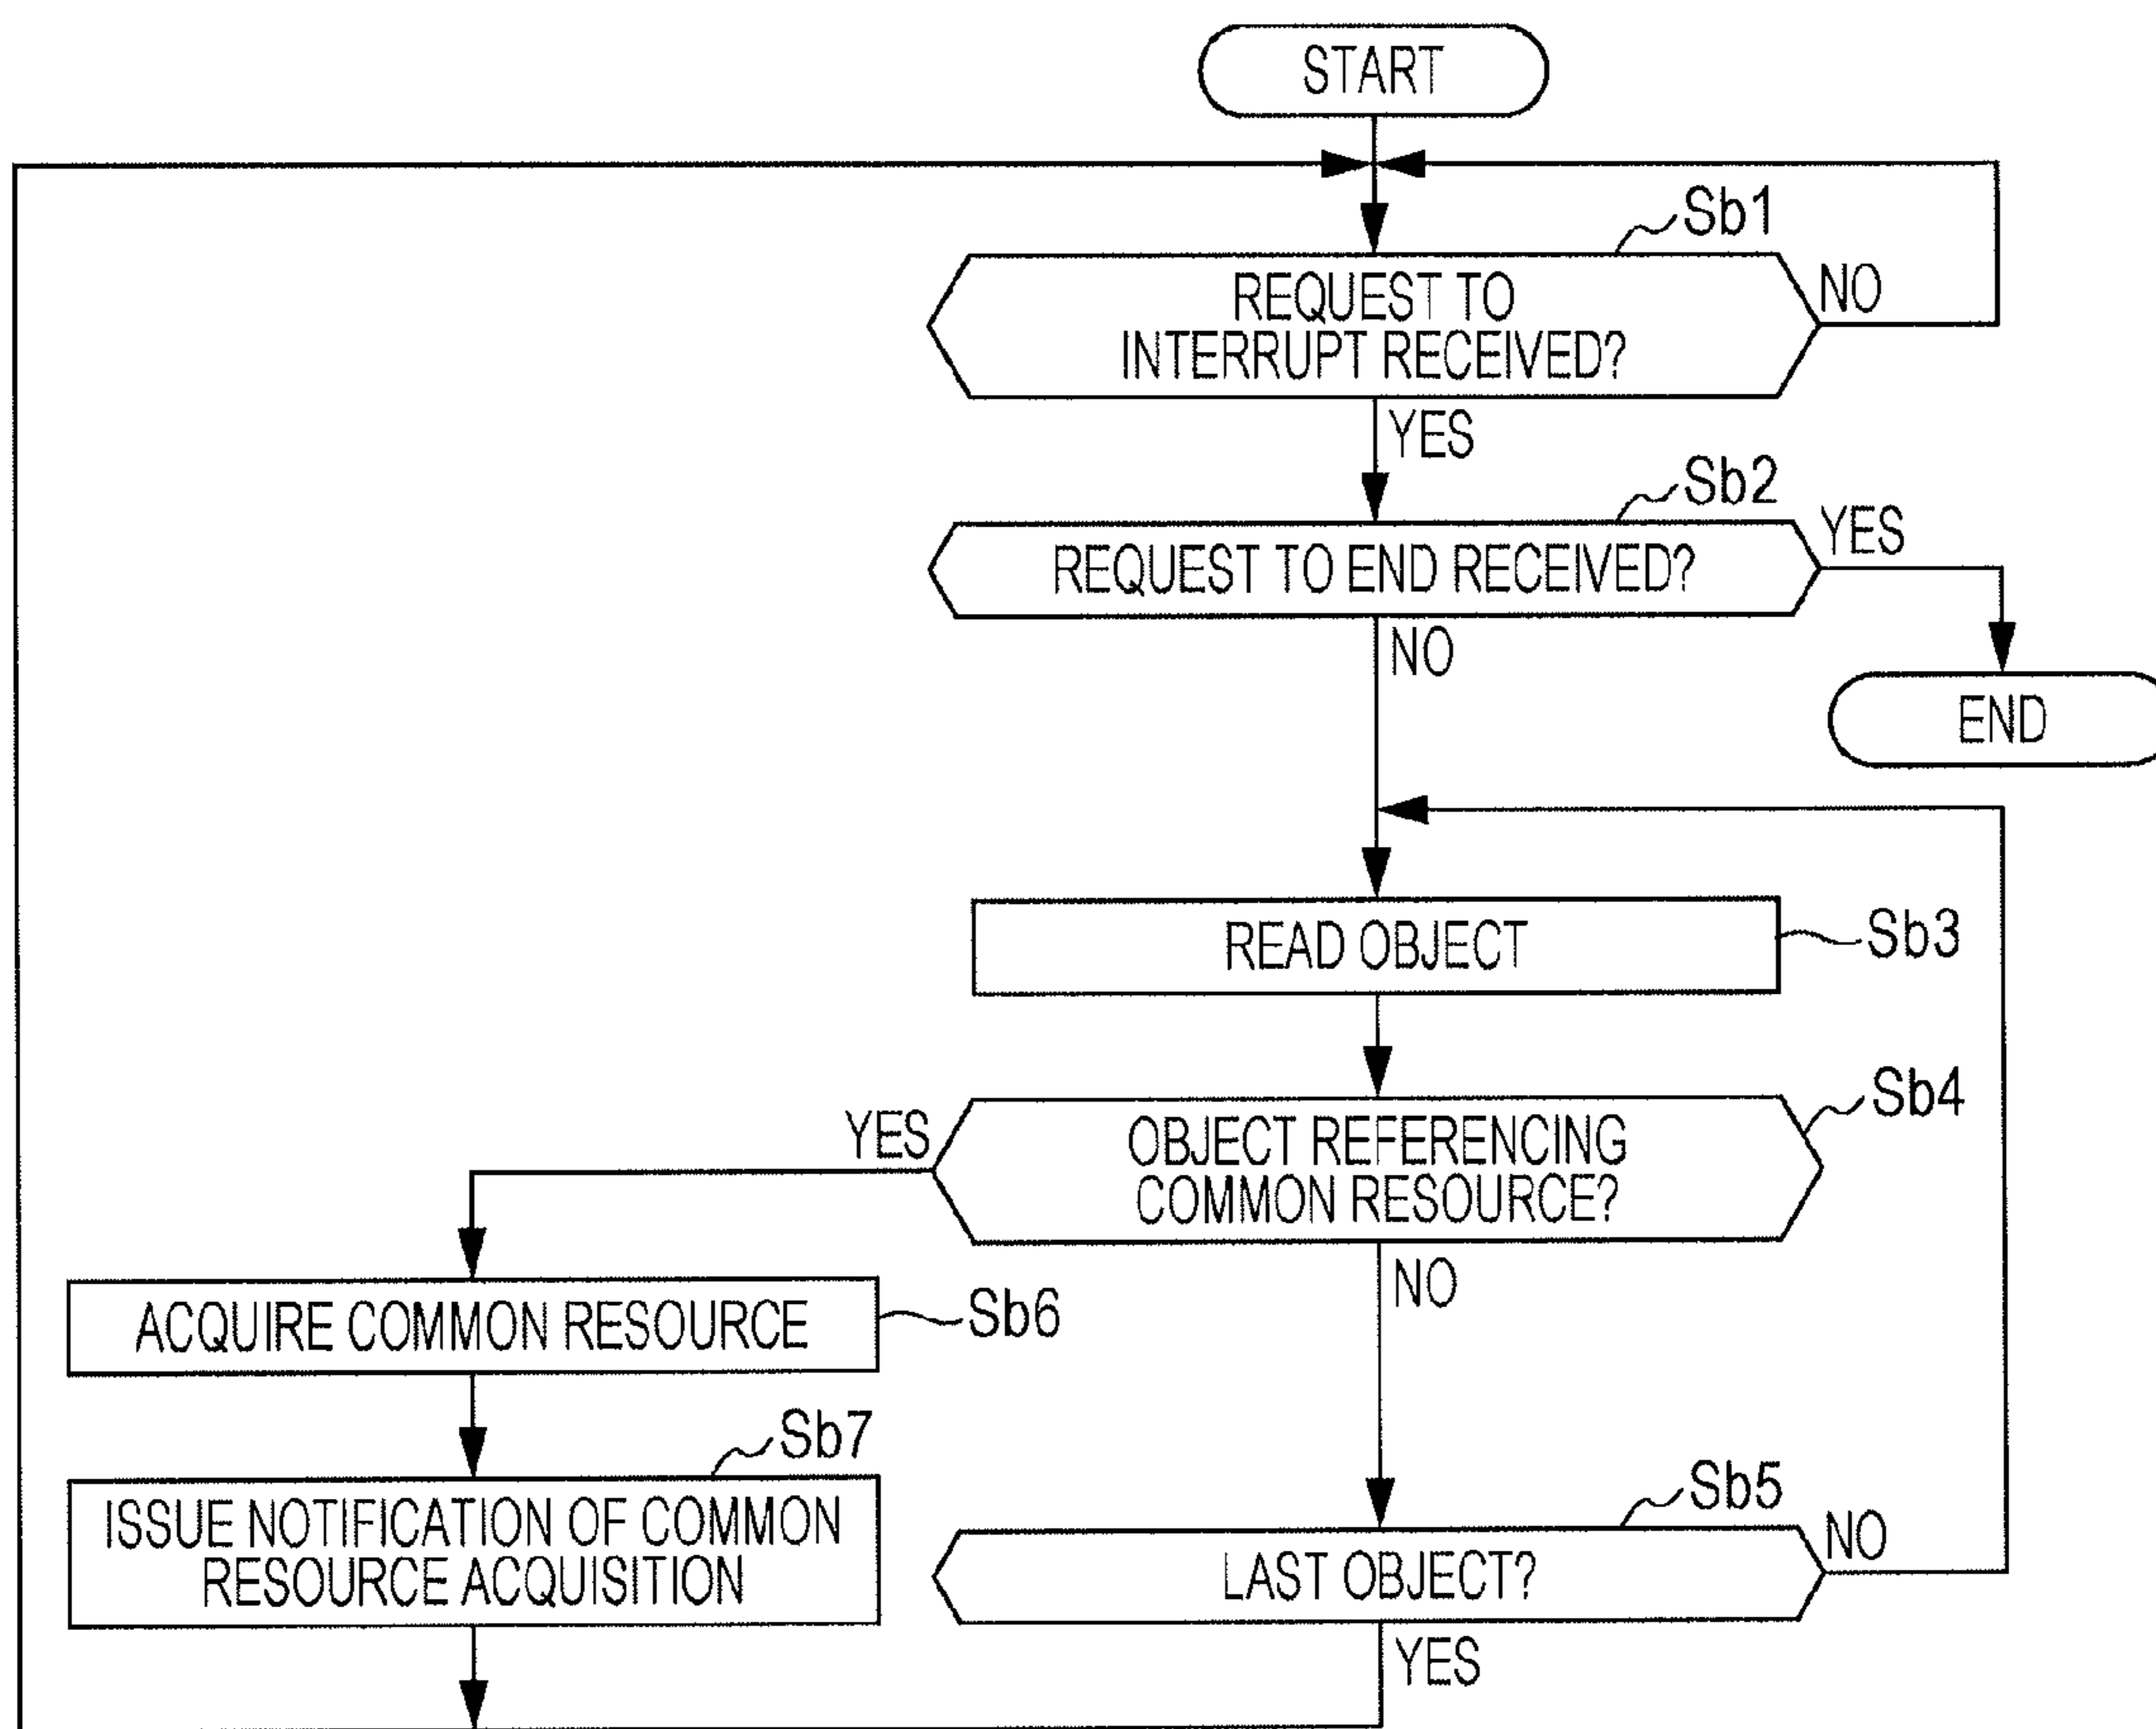 START
Sb1
REQUEST TO
INTERRUPT RECEIVED?
NO
YES
Sb2
REQUEST TO END RECEIVED?
YES
NO
END
READ OBJECT
Sb3
Sb4
YES
OBJECT REFERENCING
COMMON RESOURCE?
NO
ACQUIRE COMMON RESOURCE
Sb6
Sb7
ISSUE NOTIFICATION OF COMMON
RESOURCE ACQUISITION
Sb5
LAST OBJECT?
NO
YES